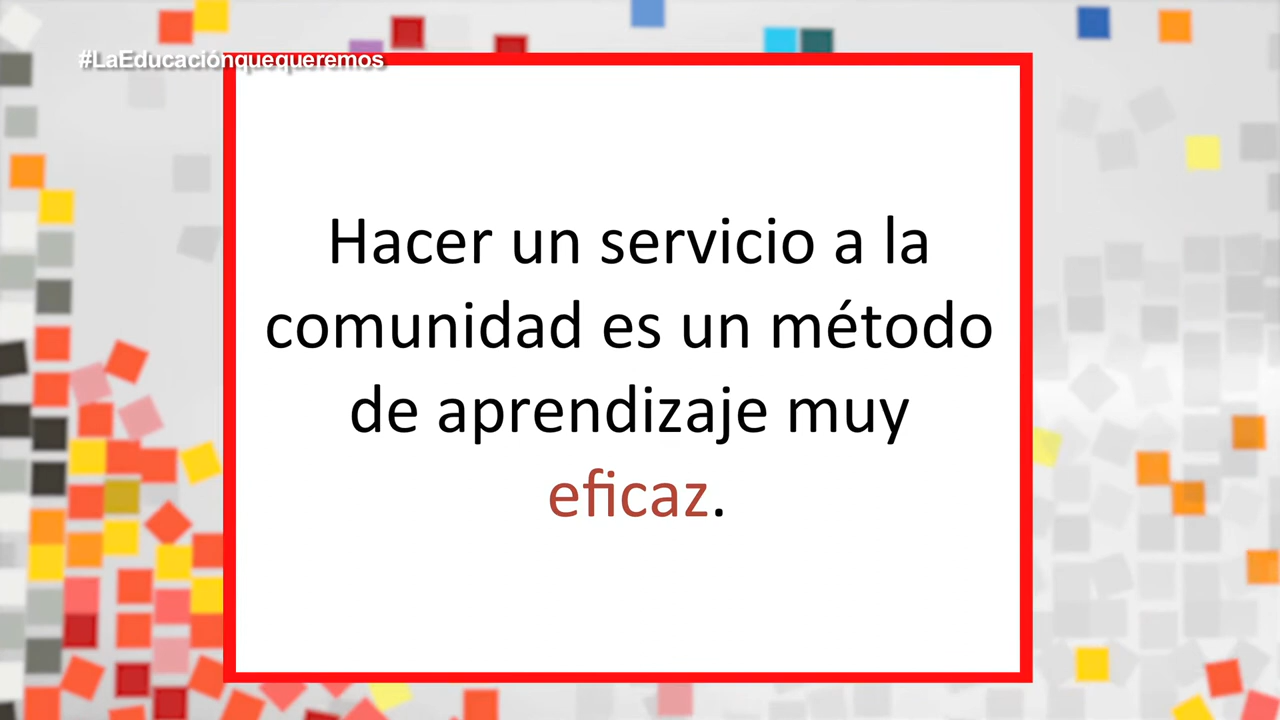 #LaEducaciónquequeremos
Hacer un servicio a la
comunidad es un método
de aprendizaje muy
eficaz.